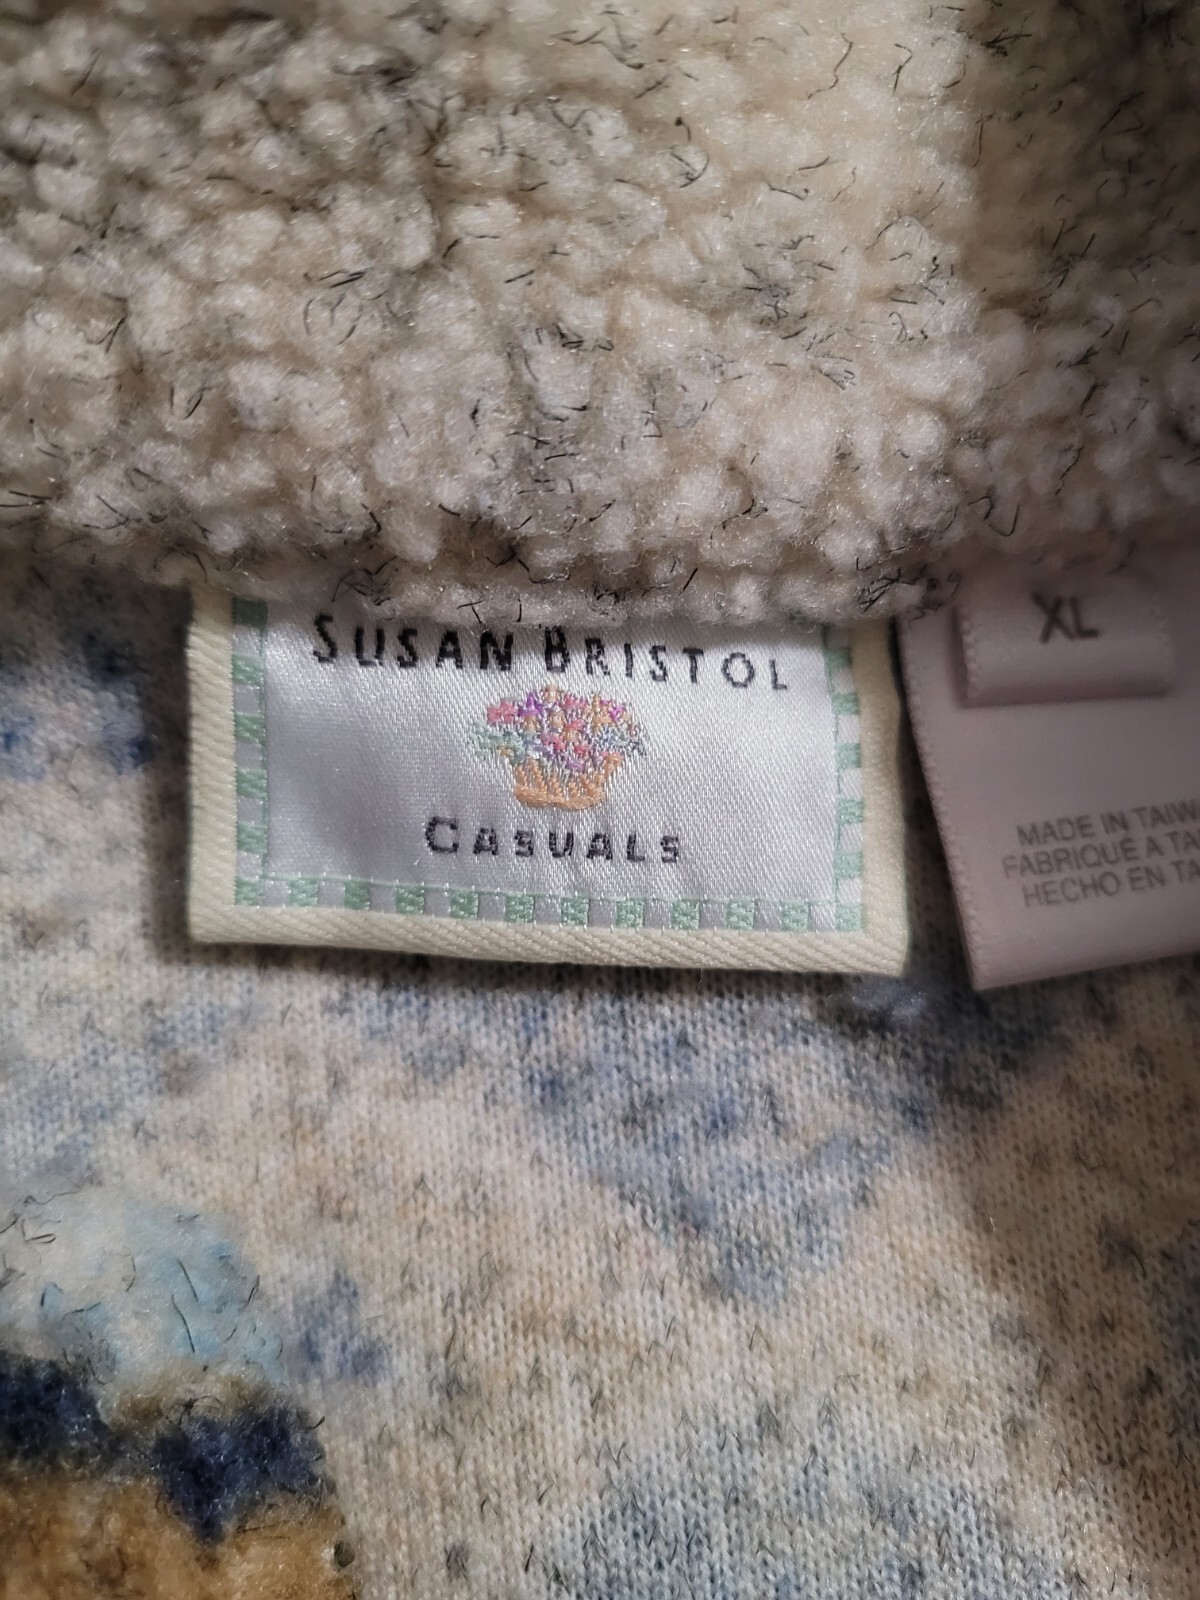 SUSAN BRISTOL
CASUALS
XL
MADE IN TAIW
FABRIQUÉ A TA
HECHO EN TA